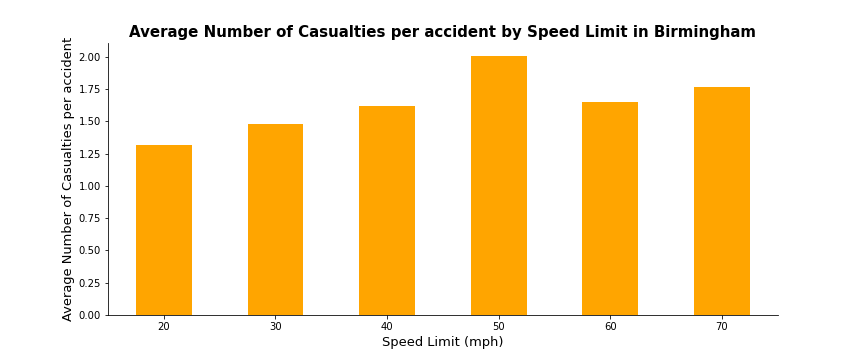 Average Number of Casualties per accident by Speed Limit in Birmingham
Average Number of Casualties per accident
2.00
1.75
1.50
1.25
1.00
0.75
0.50
0.25
0.00
20 30 40 50 60 70
Speed Limit (mph)